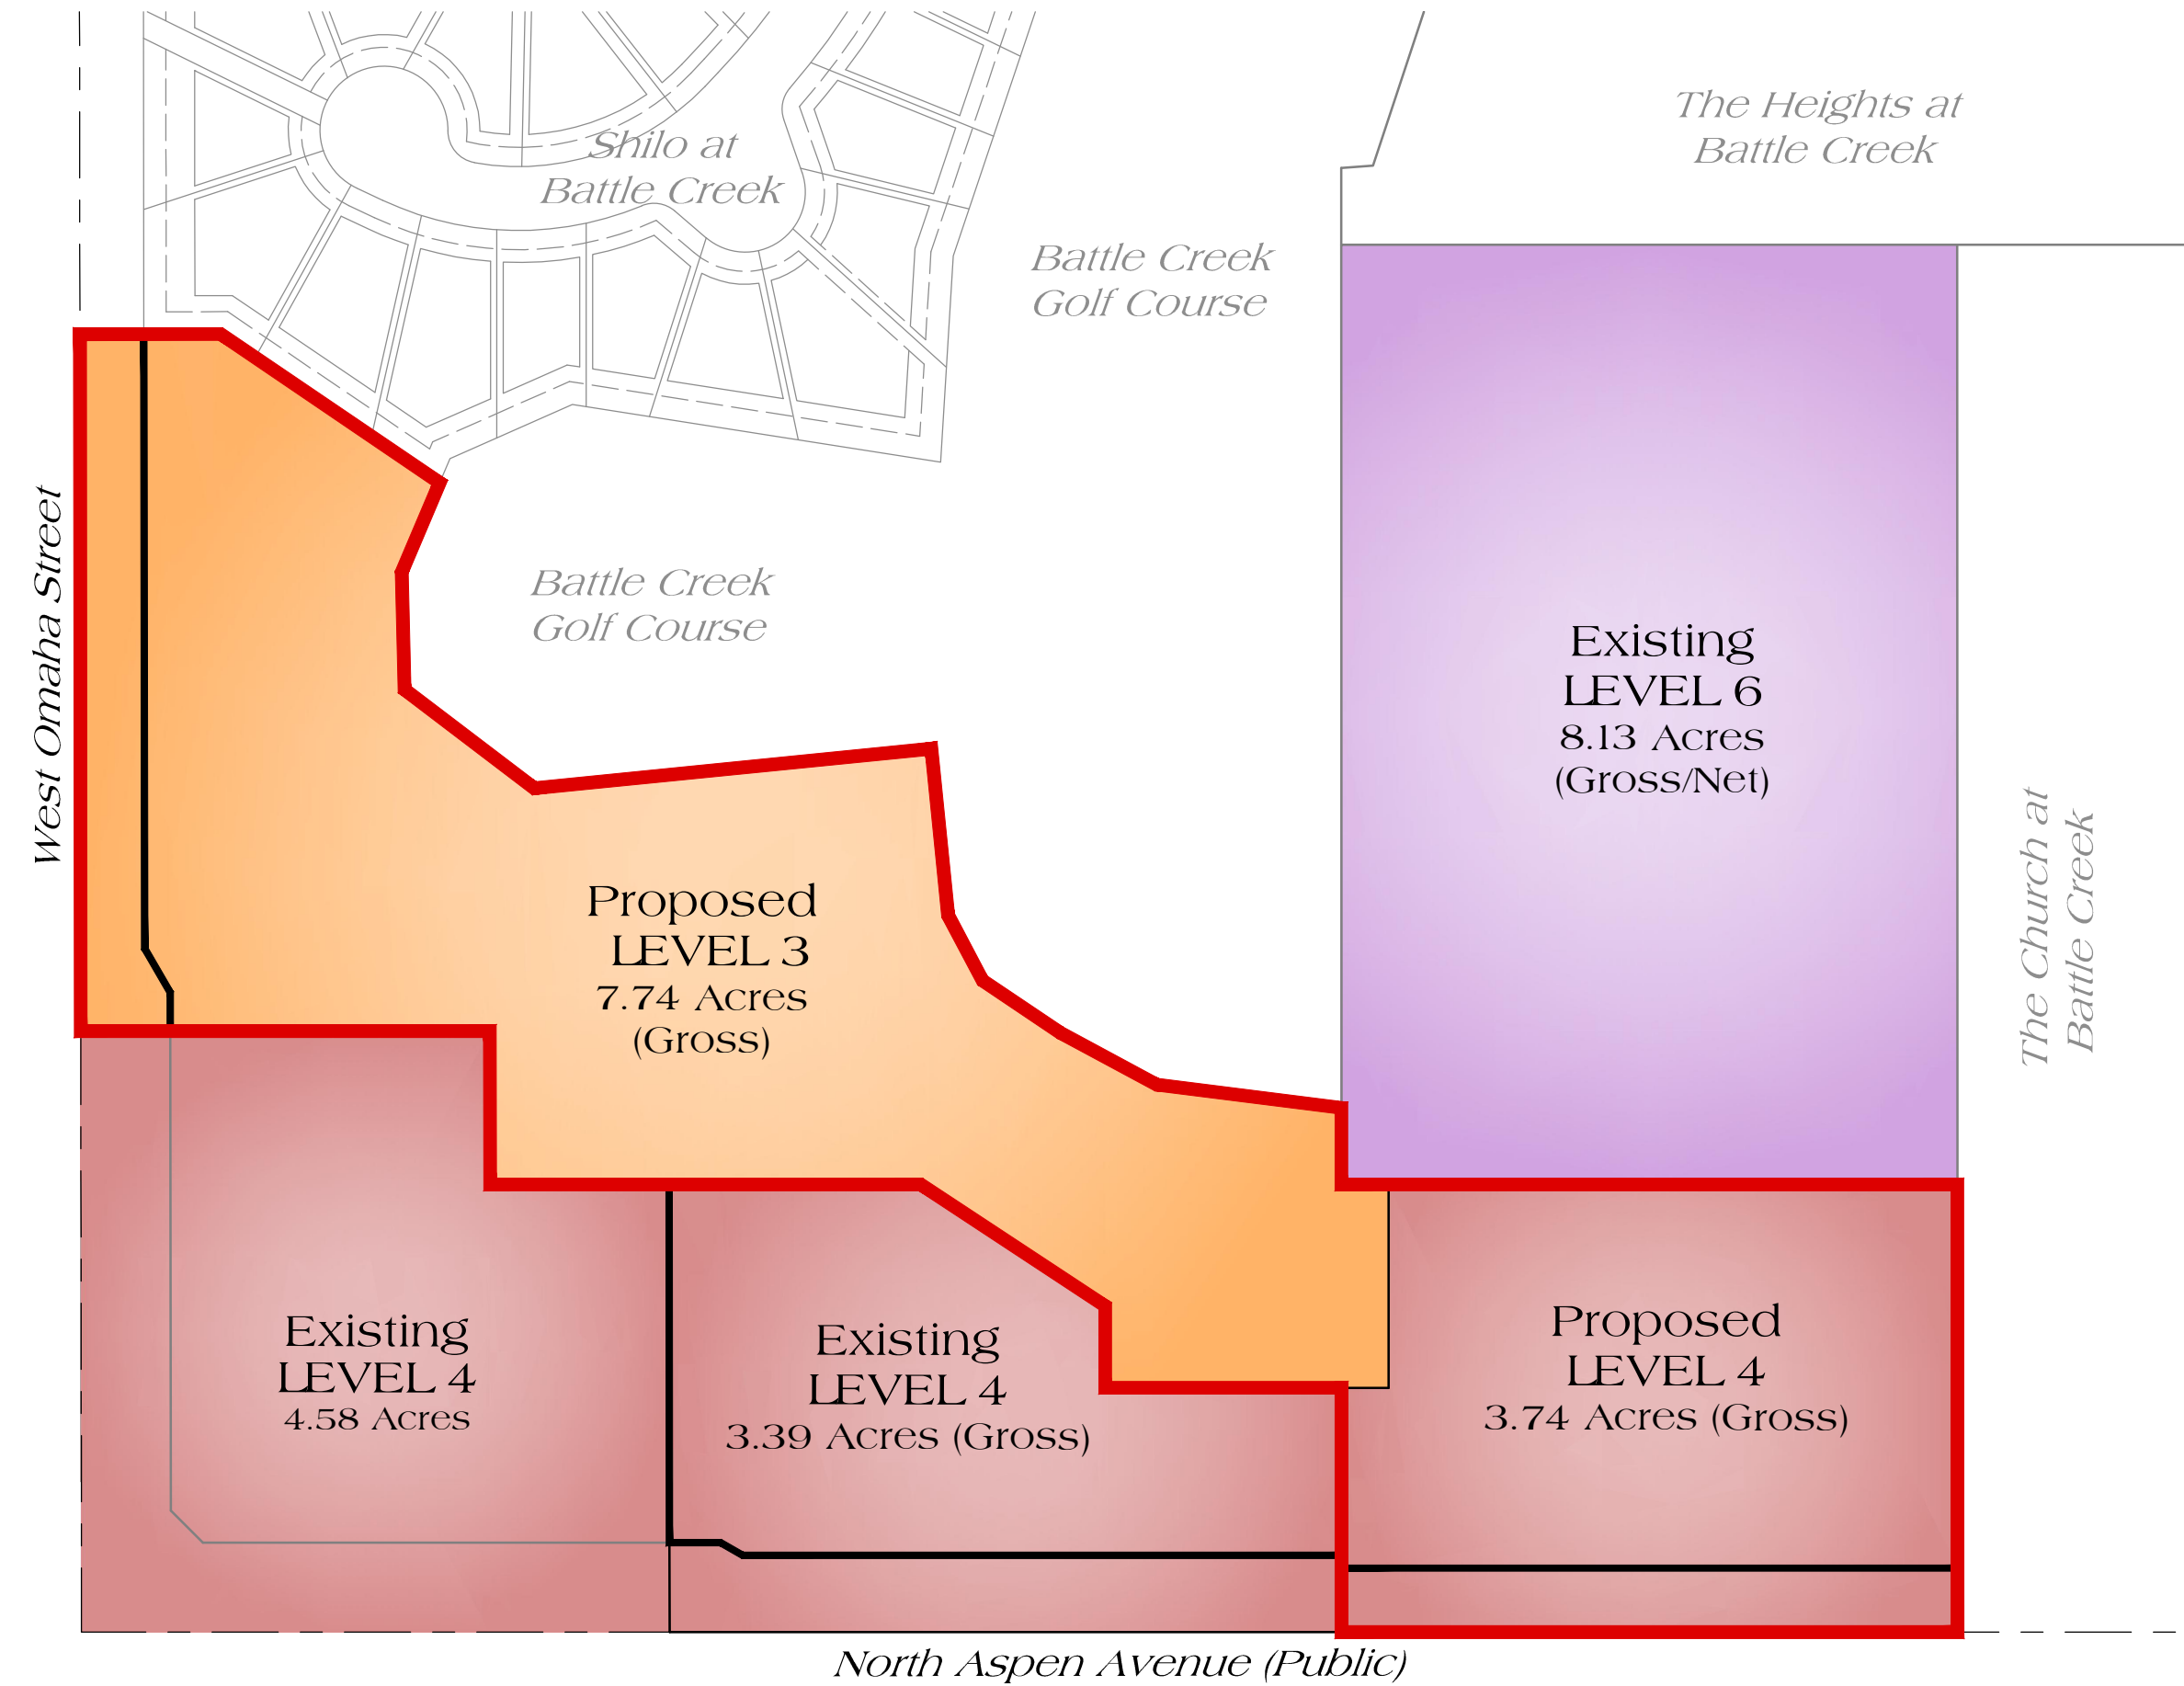 The Heights at
Battle Creek
Shilo at
Battle Creek
Battle Creek
Golf Course
Battle Creek
Golf Course
West Omaha Street
Existing
LEVEL 6
8.13 Acres
(Gross/Net)
The Church at
Battle Creek
Proposed
LEVEL 3
7.74 Acres
(Gross)
Existing
LEVEL 4
4.58 Acres
Existing
LEVEL 4
3.39 Acres (Gross)
Proposed
LEVEL 4
3.74 Acres (Gross)
North Aspen Avenue (Public)